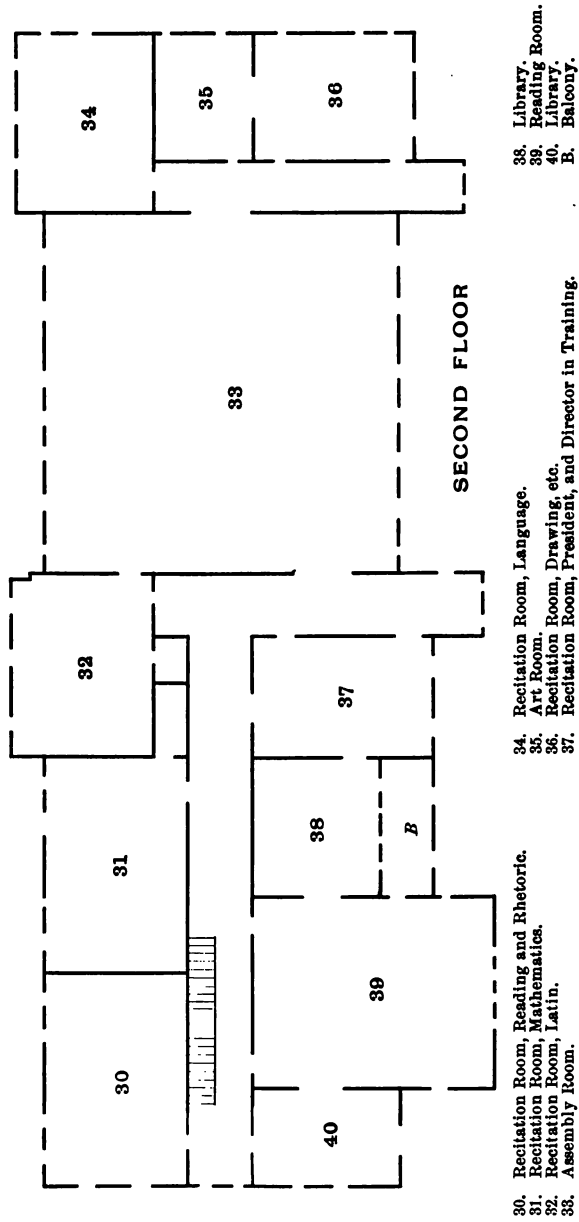 30
31
32
33
34
35
36
37
38
39
40
B
SECOND FLOOR
30. Recitation Room, Reading and Rhetoric.
31. Recitation Room, Mathematics.
32. Recitation Room, Latin.
33. Assembly Room.
34. Recitation Room, Language.
35. Art Room.
36. Recitation Room, Drawing, etc.
37. Recitation Room, President, and Director in Training.
38. Library.
39. Reading Room.
40. Library.
B. Balcony.